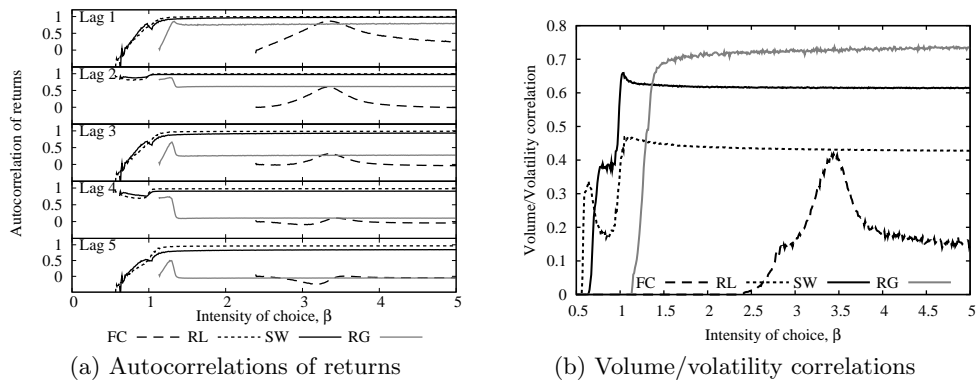 Lag 1
1
0.5
0
Lag 2
1
0.5
0
Lag 3
1
0.5
0
Lag 4
1
0.5
0
Lag 5
1
0.5
0
Autocorrelation of returns
0 1 2 3 4 5
Intensity of choice, β
FC RL SW RG
(a) Autocorrelations of returns
0.8
0.7
0.6
0.5
0.4
0.3
0.2
0.1
0
Volume/Volatility correlation
FC RL SW RG
0.5 1 1.5 2 2.5 3 3.5 4 4.5 5
Intensity of choice, β
(b) Volume/volatility correlations